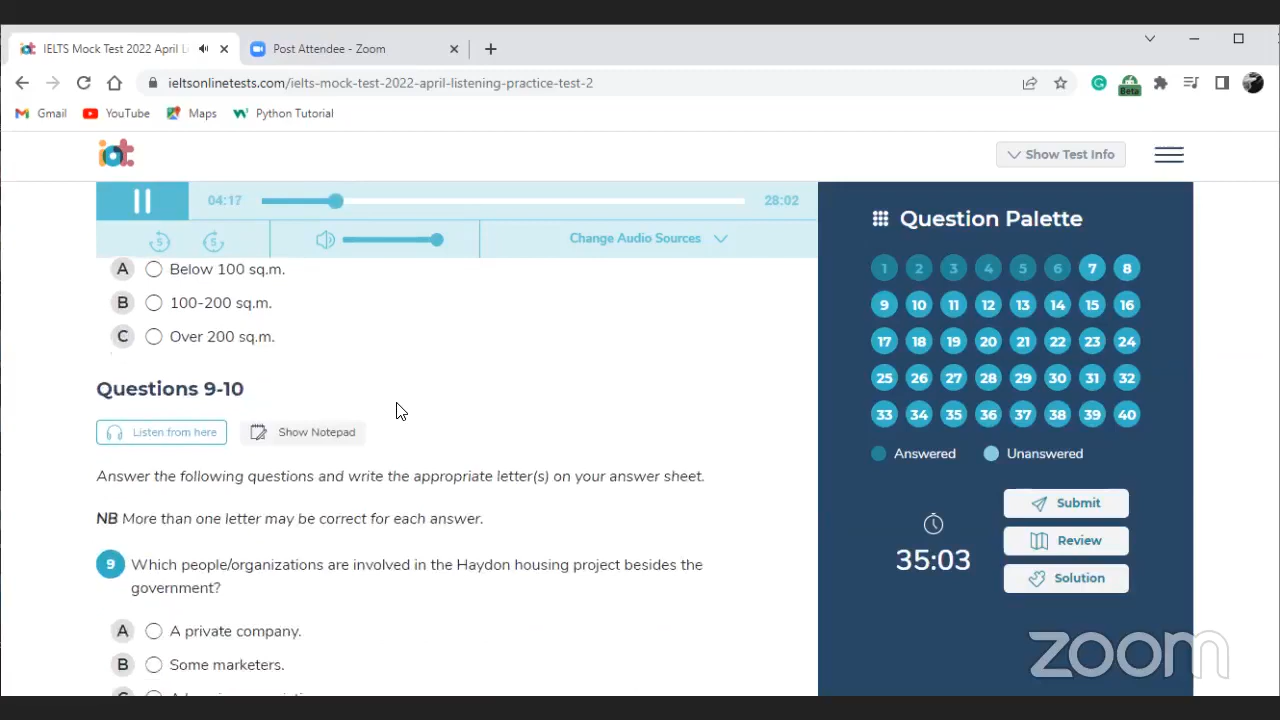 IELTS Mock Test 2022 April L
Post Attendee - Zoom
ieltsonlinetests.com/ielts-mock-test-2022-april-listening-practice-test-2
Beta
Gmail
YouTube
Maps
Python Tutorial
iot
Show Test Info
04:17
28:02
5
5
Change Audio Sources
A Below 100 sq.m.
B 100-200 sq.m.
C Over 200 sq.m.
Questions 9-10
Listen from here
Show Notepad
Answer the following questions and write the appropriate letter(s) on your answer sheet.
NB More than one letter may be correct for each answer.
9 Which people/organizations are involved in the Haydon housing project besides the
government?
A A private company.
B Some marketers.
Question Palette
1 2 3 4 5 6 7 8
9 10 11 12 13 14 15 16
17 18 19 20 21 22 23 24
25 26 27 28 29 30 31 32
33 34 35 36 37 38 39 40
Answered
Unanswered
35:03
Submit
Review
Solution
zoom